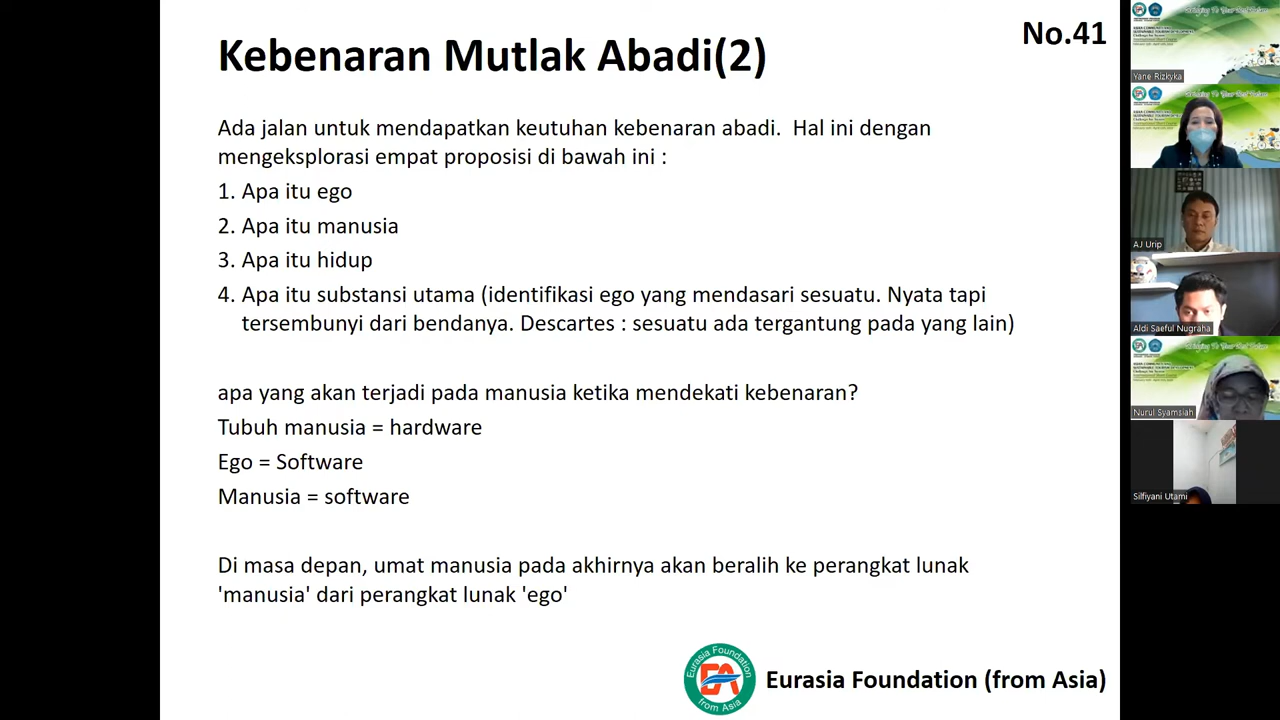 Kebenaran Mutlak Abadi(2)
No.41
Ada jalan untuk mendapatkan keutuhan kebenaran abadi.  Hal ini dengan
mengeksplorasi empat proposisi di bawah ini :
1. Apa itu ego
2. Apa itu manusia
3. Apa itu hidup
4. Apa itu substansi utama (identifikasi ego yang mendasari sesuatu. Nyata tapi
tersembunyi dari bendanya. Descartes : sesuatu ada tergantung pada yang lain)
apa yang akan terjadi pada manusia ketika mendekati kebenaran?
Tubuh manusia = hardware
Ego = Software
Manusia = software
Di masa depan, umat manusia pada akhirnya akan beralih ke perangkat lunak
'manusia' dari perangkat lunak 'ego'
Eurasia Foundation
EA
from Asia
Eurasia Foundation (from Asia)
Yane Rizkyka
AJ Urip
Aldi Saeful Nugraha
Nurul Syamsiah
Silfiyani Utami